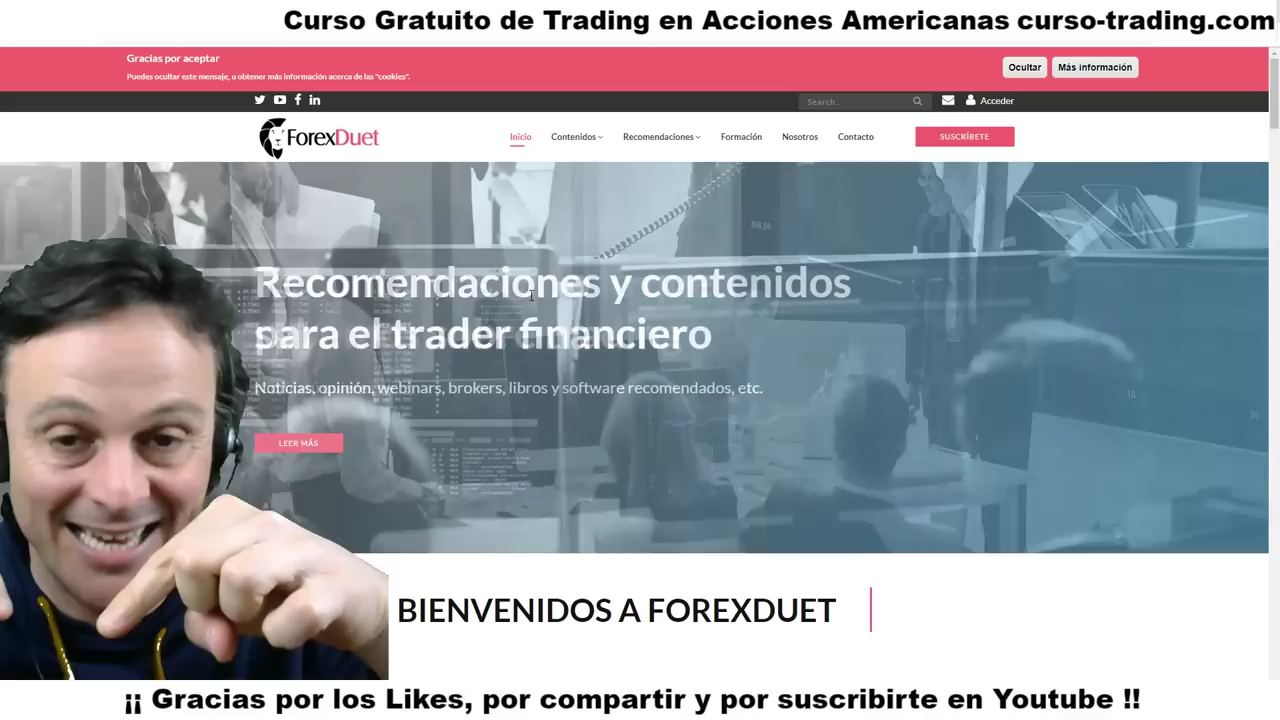 Curso Gratuito de Trading en Acciones Americanas curso-trading.com
Gracias por aceptar
Puedes ocultar este mensaje, u obtener más información acerca de las "cookies".
Ocultar
Más información
Search..
Acceder
ForexDuet
Inicio
Contenidos
Recomendaciones
Formación
Nosotros
Contacto
SUSCRÍBETE
Recomendaciones y contenidos
para el trader financiero
Noticias, opinión, webinars, brokers, libros y software recomendados, etc.
LEER MÁS
BIENVENIDOS A FOREXDUET
¡¡ Gracias por los Likes, por compartir y por suscribirte en Youtube !!